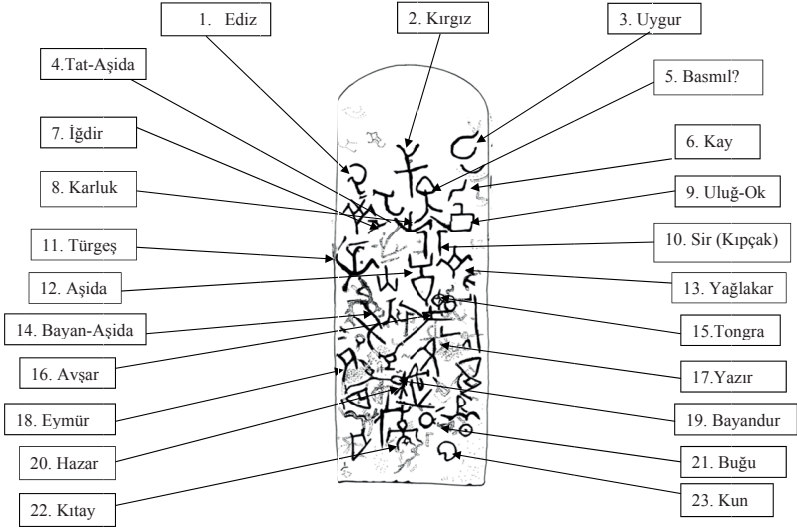 1. Ediz
2. Kırgız
3. Uygur
4.Tat-Aşida
5. Basmıl?
7. İğdir
6. Kay
8. Karluk
9. Uluğ-Ok
10. Sir (Kıpçak)
11. Türgeş
12. Aşida
13. Yağlakar
14. Bayan-Aşida
15.Tongra
16. Avşar
17.Yazır
18. Eymür
19. Bayandur
20. Hazar
21. Buğu
22. Kıtay
23. Kun